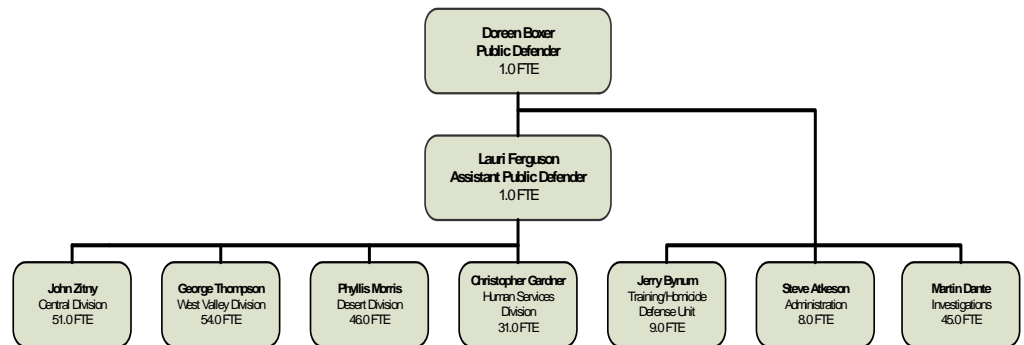 Doreen Boxer
Public Defender
1.0 FTE
Lauri Ferguson
Assistant Public Defender
1.0 FTE
John Zitny
Central Division
51.0 FTE
George Thompson
West Valley Division
54.0 FTE
Phyllis Morris
Desert Division
46.0 FTE
Christopher Gardner
Human Services
Division
31.0 FTE
Jerry Bynum
Training/Homicide
Defense Unit
9.0 FTE
Steve Atkeson
Administration
8.0 FTE
Martin Dante
Investigations
45.0 FTE